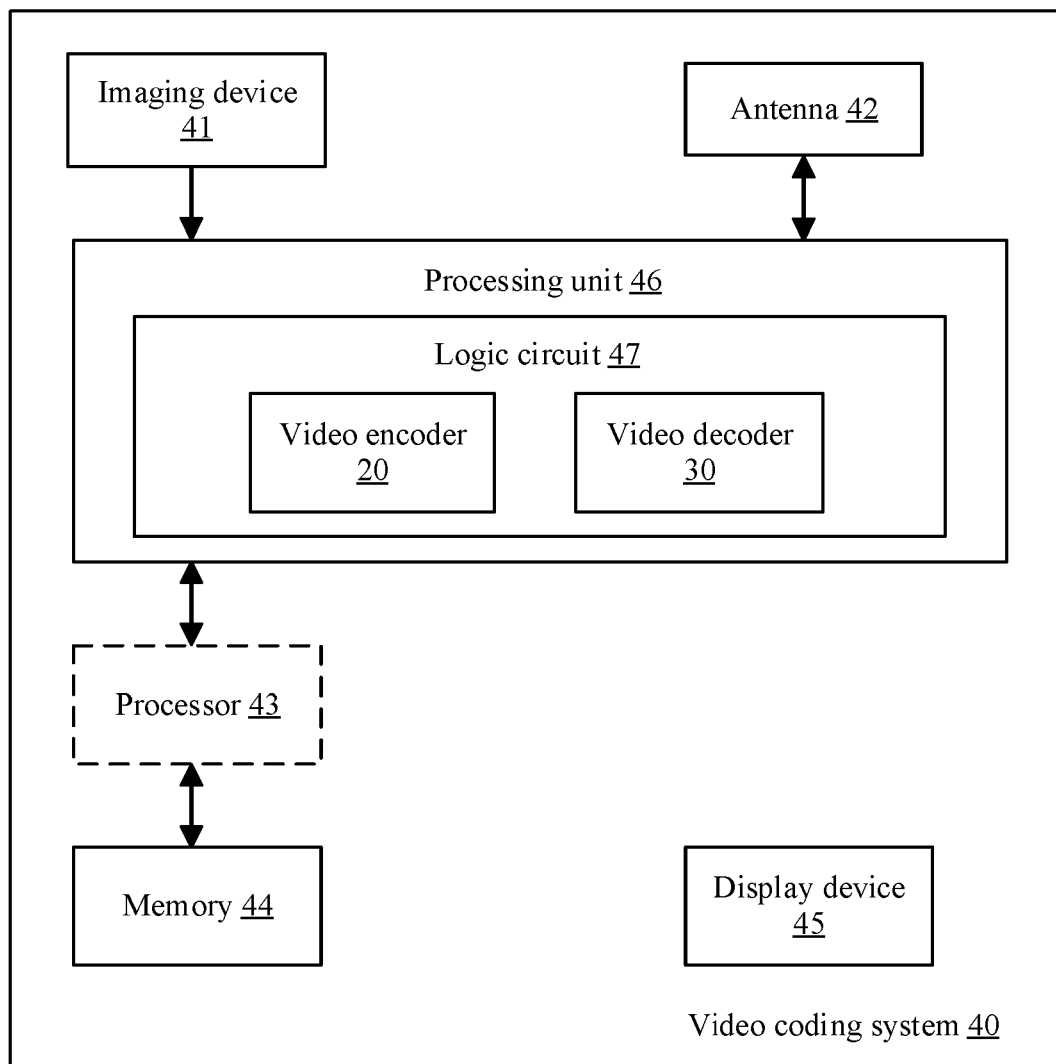 Imaging device
41
Antenna 42
Processing unit 46
Logic circuit 47
Video encoder
20
Video decoder
30
Processor 43
Memory 44
Display device
45
Video coding system 40